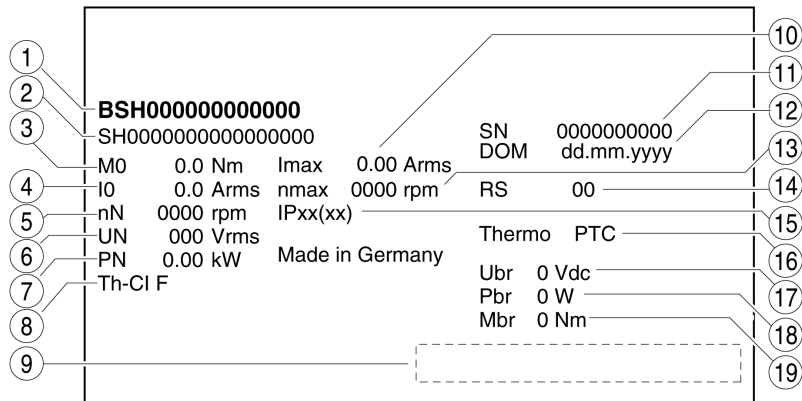 1
2
3
4
5
6
7
8
9
BSH000000000000
SH0000000000000000
M0 0.0 Nm Imax 0.00 Arms
I0 0.0 Arms nmax 0000 rpm
nN 0000 rpm IPxx(xx)
UN 000 Vrms
PN 0.00 kW Made in Germany
Th-CI F
SN 0000000000
DOM dd.mm.yyyy
RS 00
Thermo PTC
Ubr 0 Vdc
Pbr 0 W
Mbr 0 Nm
10
11
12
13
14
15
16
17
18
19